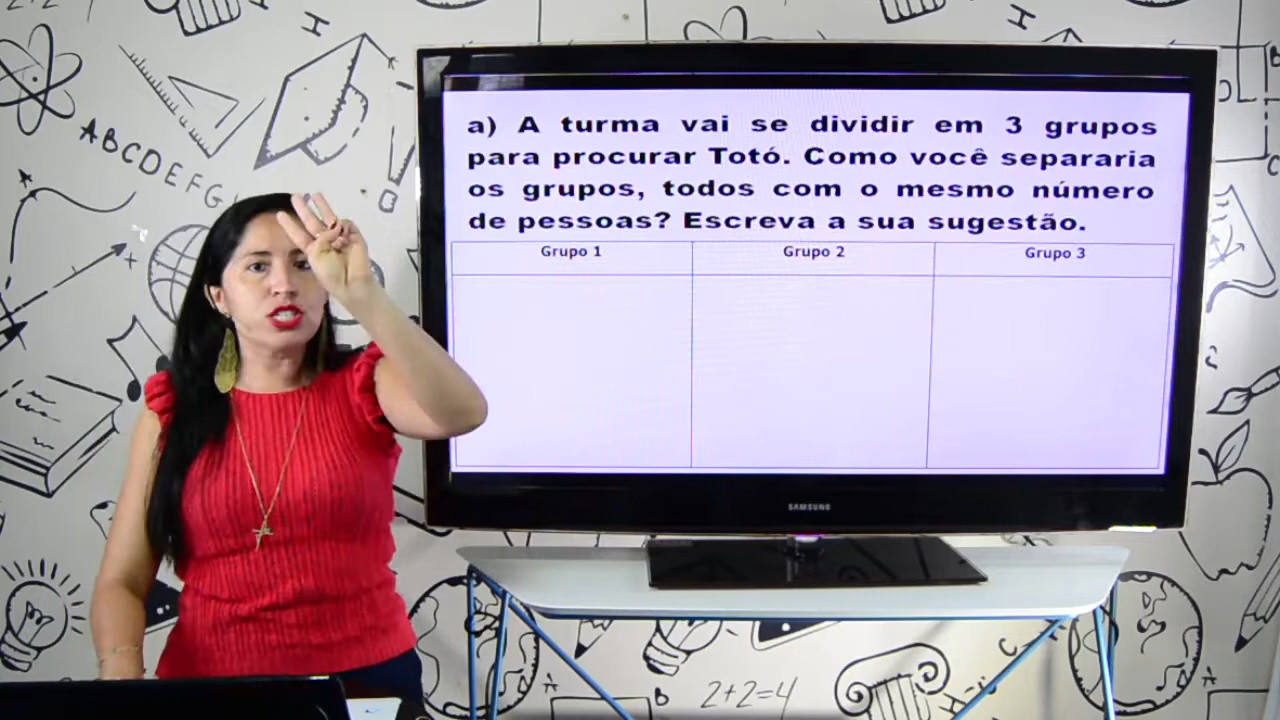 a) A turma vai se dividir em 3 grupos
para procurar Totó. Como você separaria
os grupos, todos com o mesmo número
de pessoas? Escreva a sua sugestão.
Grupo 1 Grupo 2 Grupo 3
SAMSUNG
ABCDEFG
2+2=4
A
B
A